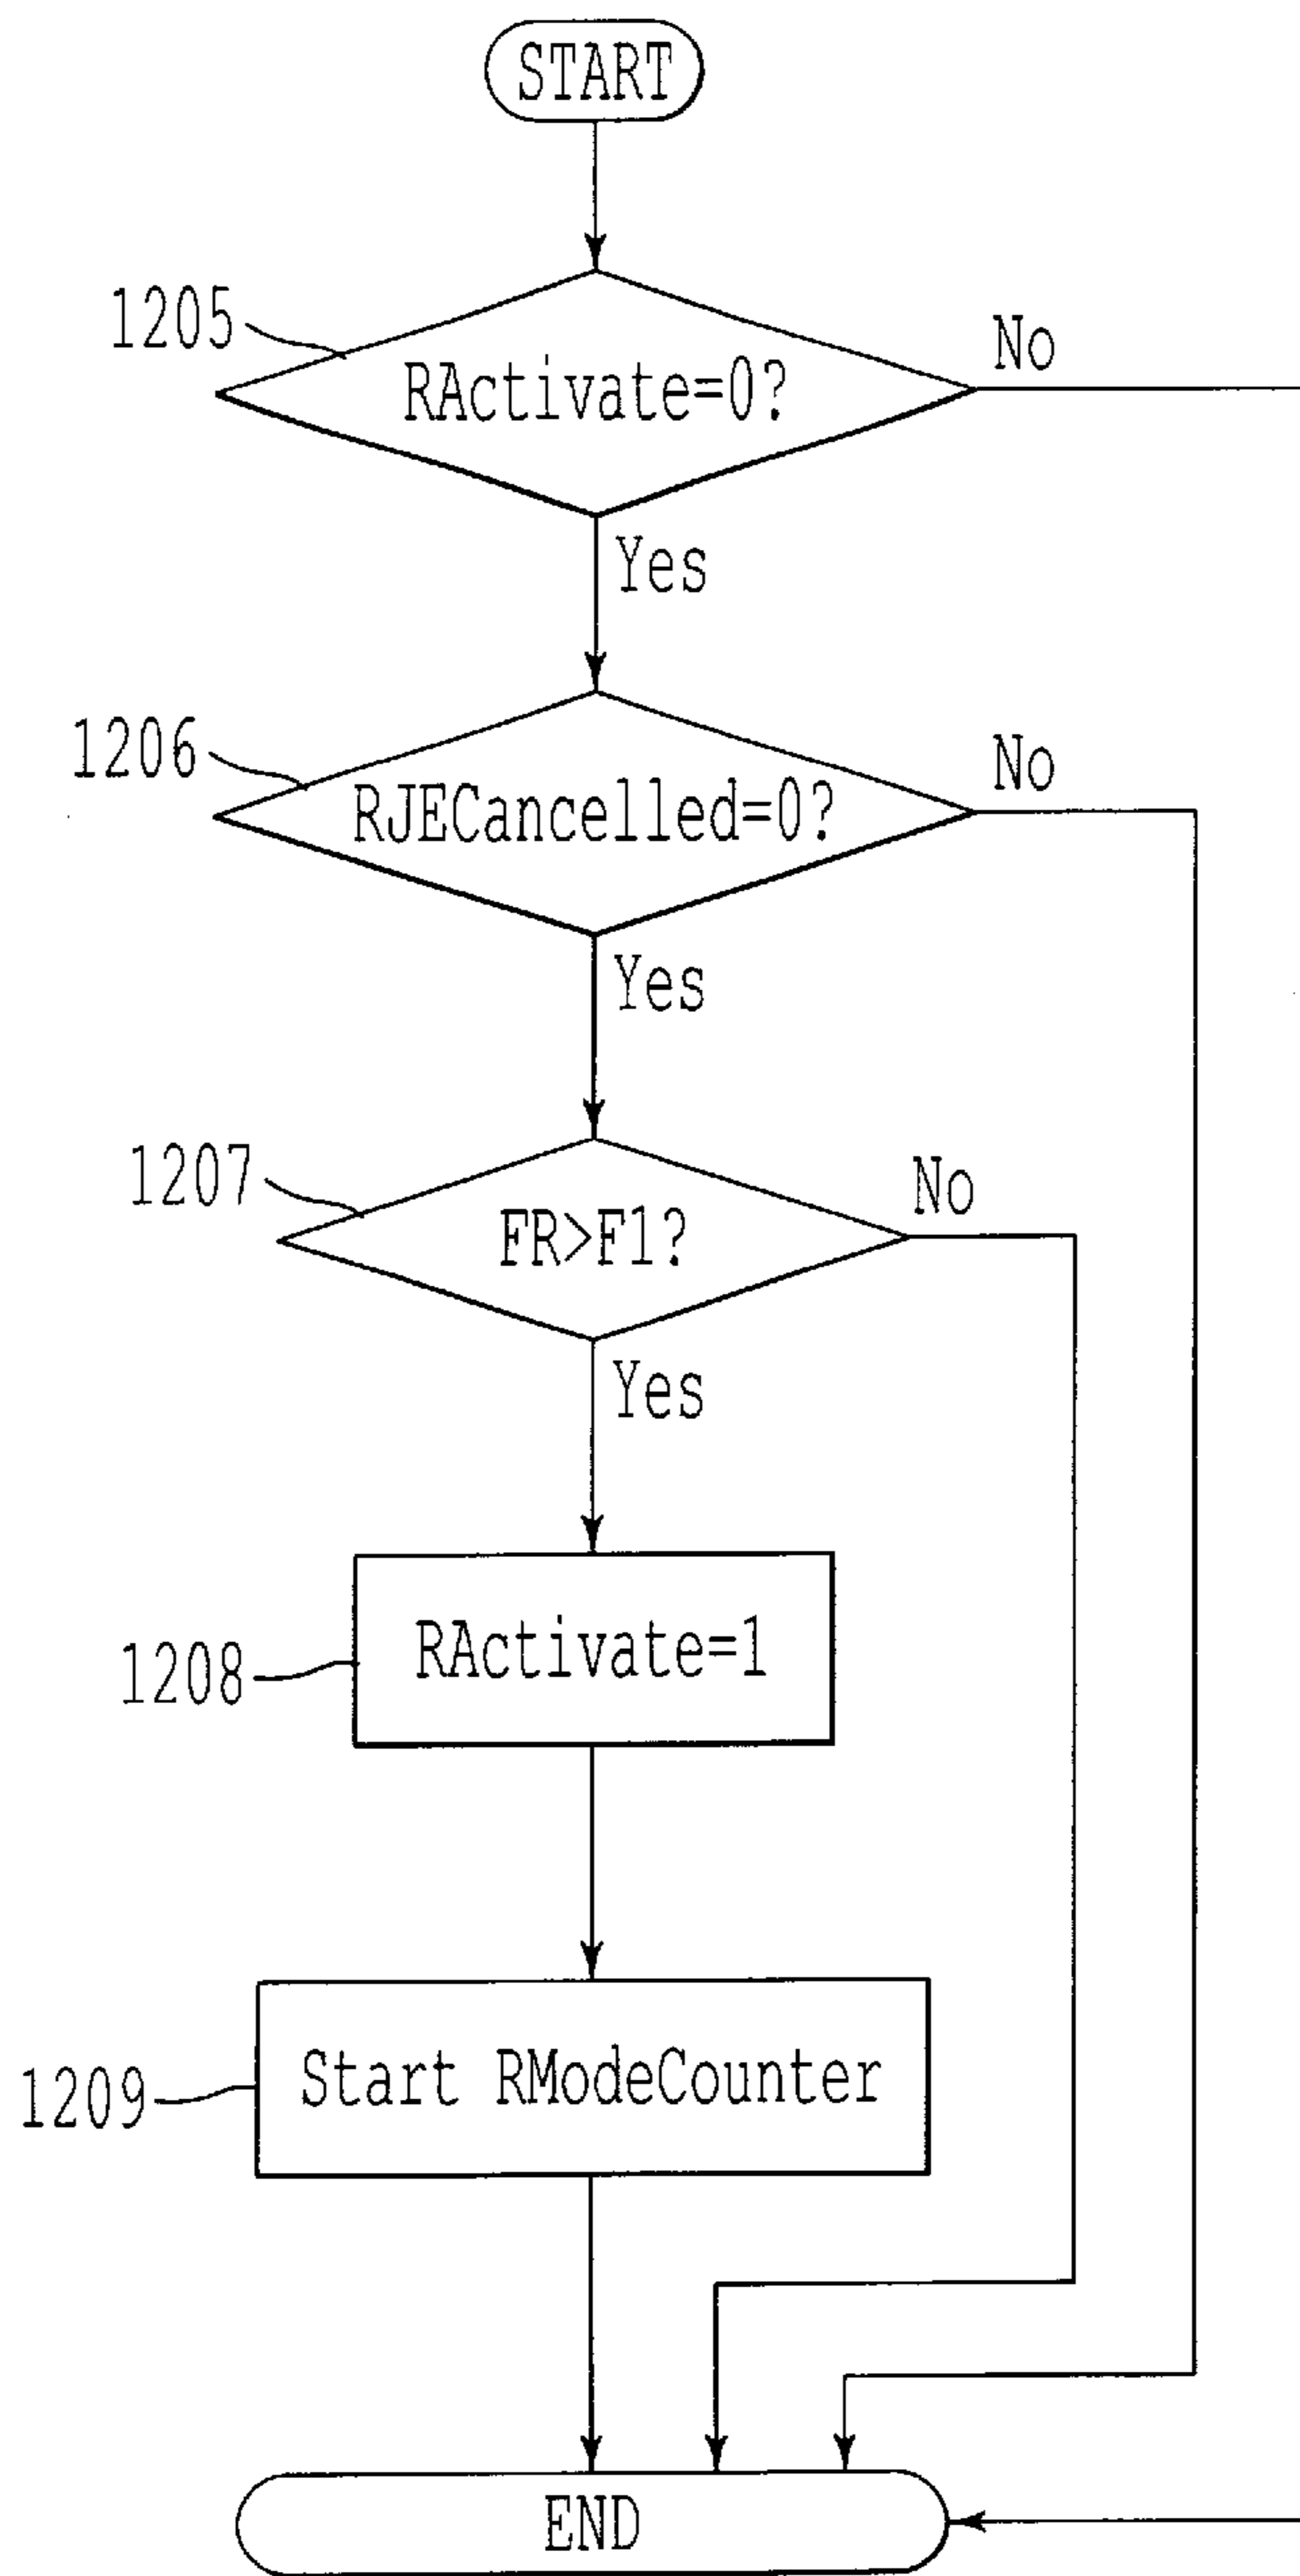 START
1205
RActivate=0?
No
Yes
1206
RJECancelled=0?
No
Yes
1207
FR>F1?
No
Yes
1208
RActivate=1
1209
Start RModeCounter
END